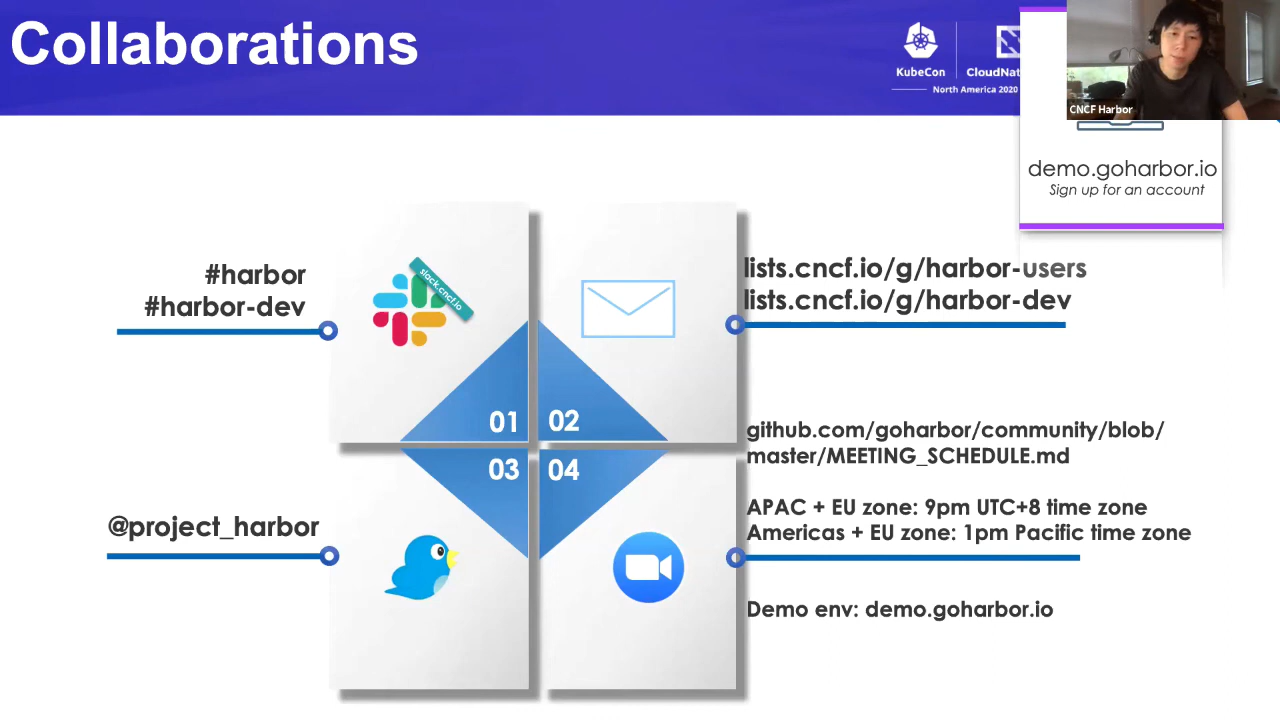 Collaborations
KubeCon
North America 2020
CNCF Harbor
demo.goharbor.io
Sign up for an account
#harbor
#harbor-dev
slack.cncf.io
lists.cncf.io/g/harbor-users
lists.cncf.io/g/harbor-dev
01
02
03
04
github.com/goharbor/community/blob/
master/MEETING_SCHEDULE.md
APAC + EU zone: 9pm UTC+8 time zone
Americas + EU zone: 1pm Pacific time zone
@project_harbor
Demo env: demo.goharbor.io